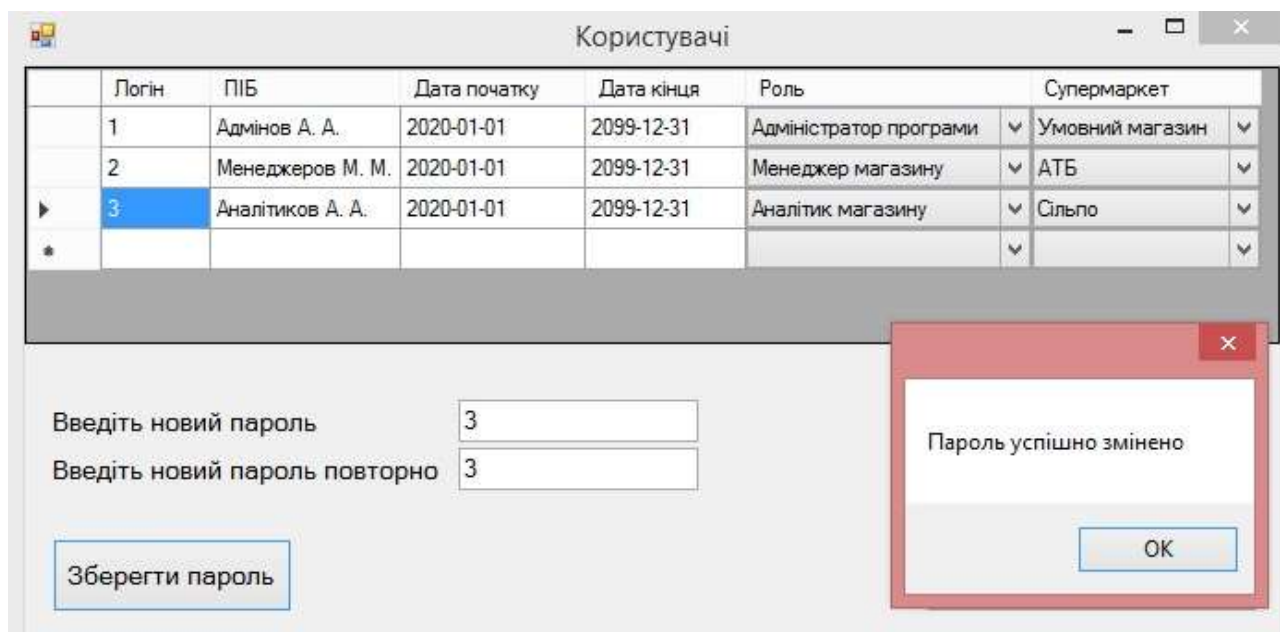 Користувачі
Логін ПІБ Дата початку Дата кінця Роль Супермаркет
1 Адмінов А. А. 2020-01-01 2099-12-31 Адміністратор програми Умовний магазин
2 Менеджеров М. М. 2020-01-01 2099-12-31 Менеджер магазину АТБ
3 Аналітиков А. А. 2020-01-01 2099-12-31 Аналітик магазину Сільпо
Введіть новий пароль 3
Введіть новий пароль повторно 3
Зберегти пароль
Пароль успішно змінено
OK